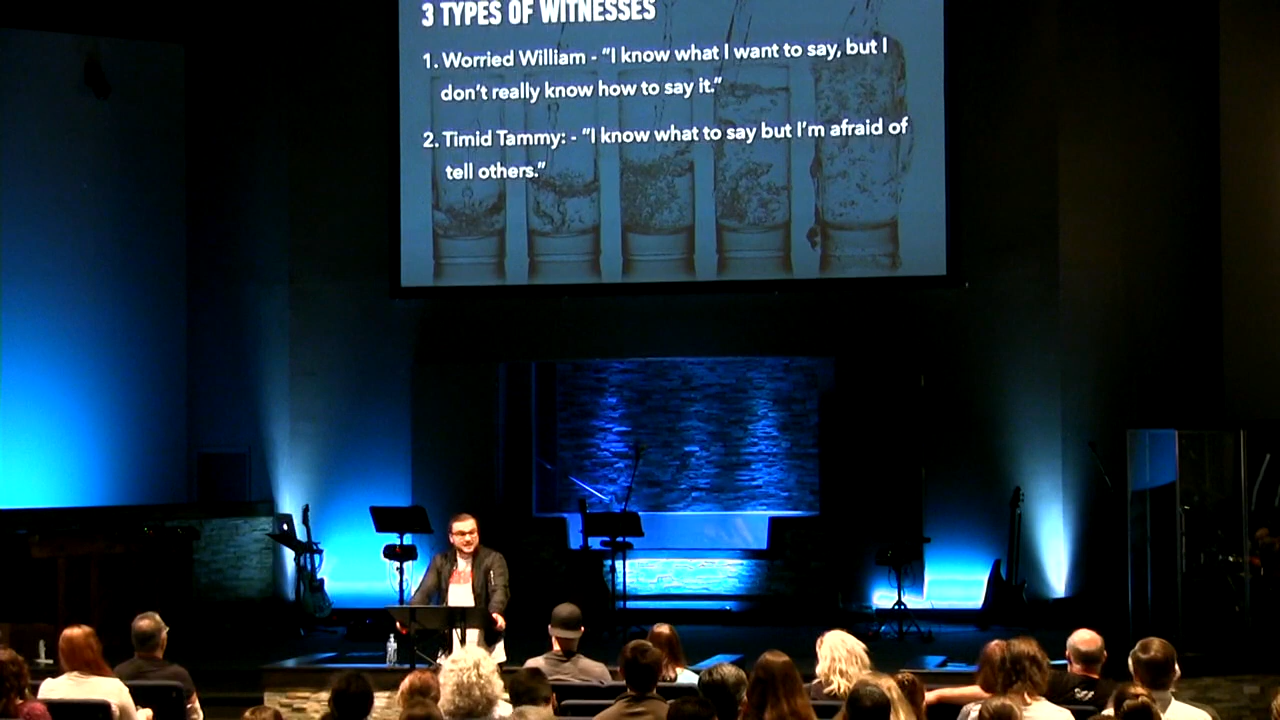 3 TYPES OF WITNESSES
1. Worried William - "I know what I want to say, but I
don't really know how to say it."
2. Timid Tammy: - "I know what to say but I'm afraid of
tell others."